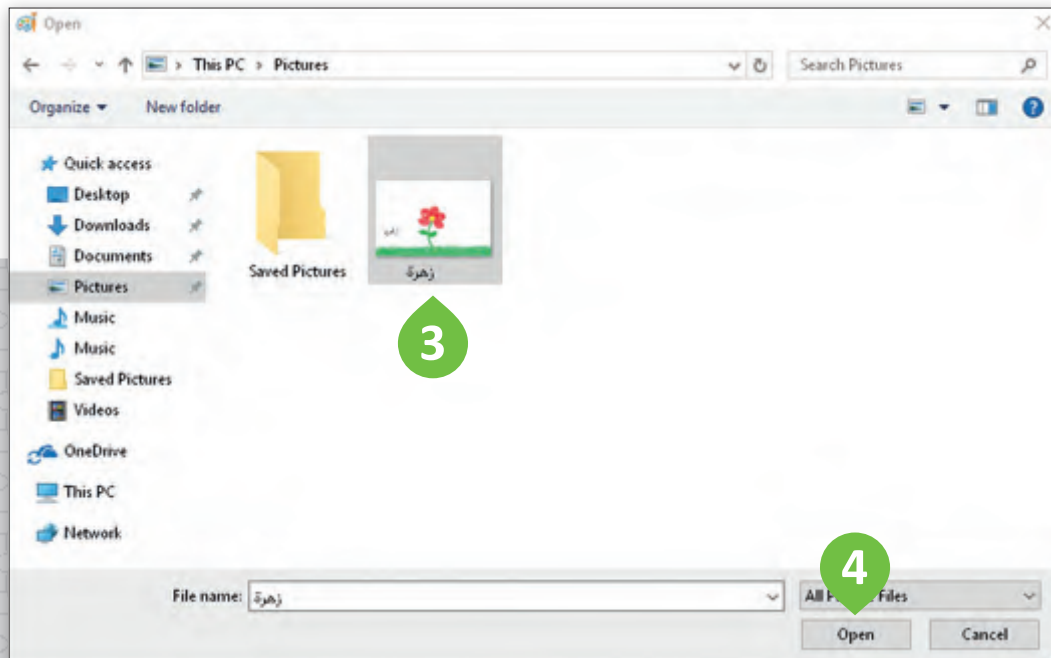 Open
This PC > Pictures
Search Pictures
Organize
New folder
Quick access
Desktop
Downloads
Documents
Pictures
Music
Music
Saved Pictures
Videos
OneDrive
This PC
Network
Saved Pictures
زهرة
3
4
File name: زهرة
All Files
Open
Cancel